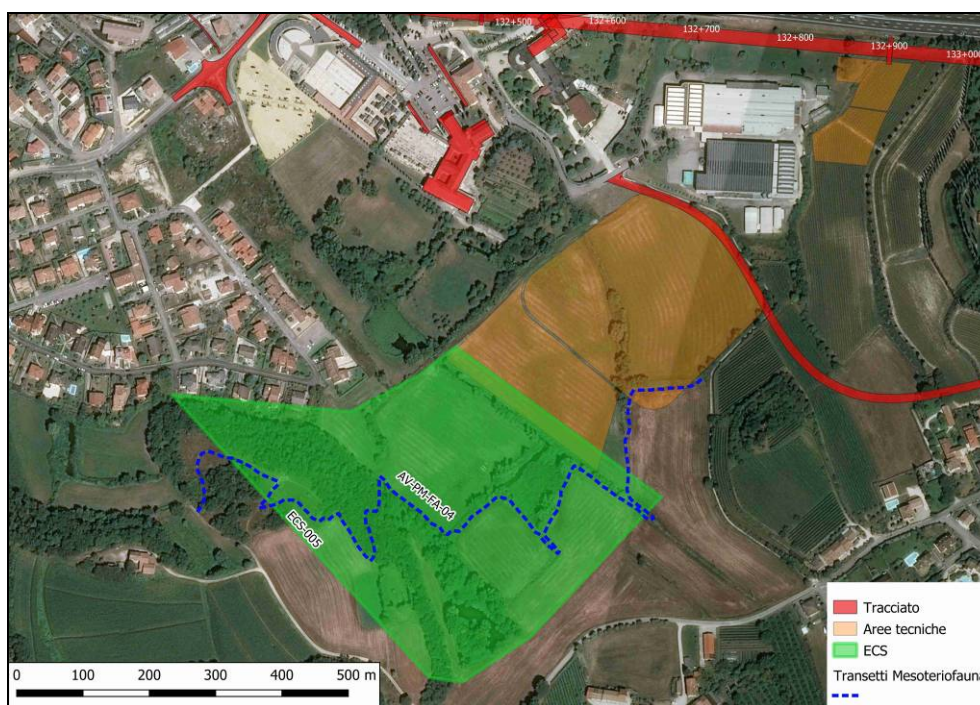 132+500
132+600
132+700
132+800
132+900
133+000
AV-PM-FA-04
ECS-005
Tracciato
Aree tecniche
ECS
Transetti Mesoteriofauna
0 100 200 300 400 500 m